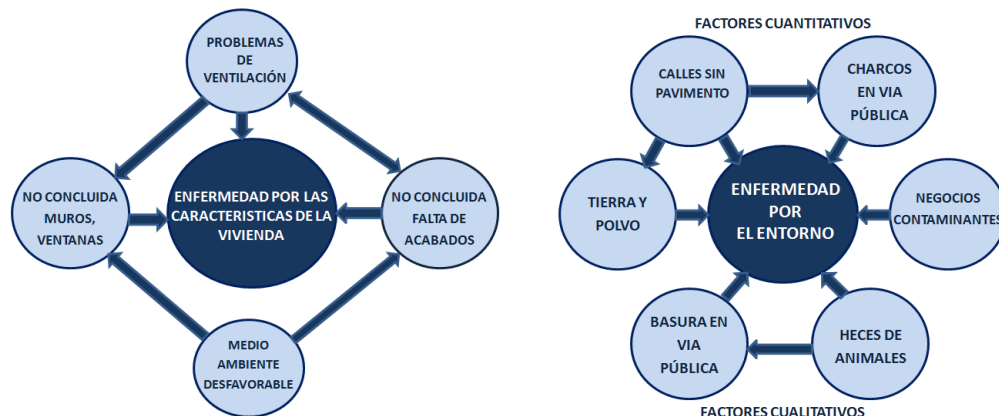 PROBLEMAS
DE
VENTILACIÓN
NO CONCLUIDA
MUROS,
VENTANAS
ENFERMEDAD POR LAS
CARACTERISTICAS DE LA
VIVIENDA
NO CONCLUIDA
FALTA DE
ACABADOS
MEDIO
AMBIENTE
DESFAVORABLE
FACTORES CUANTITATIVOS
CALLES SIN
PAVIMENTO
CHARCOS
EN VIA
PÚBLICA
TIERRA Y
POLVO
ENFERMEDAD
POR
EL ENTORNO
NEGOCIOS
CONTAMINANTES
BASURA EN
VIA
PÚBLICA
HECES DE
ANIMALES
FACTORES CUALITATIVOS